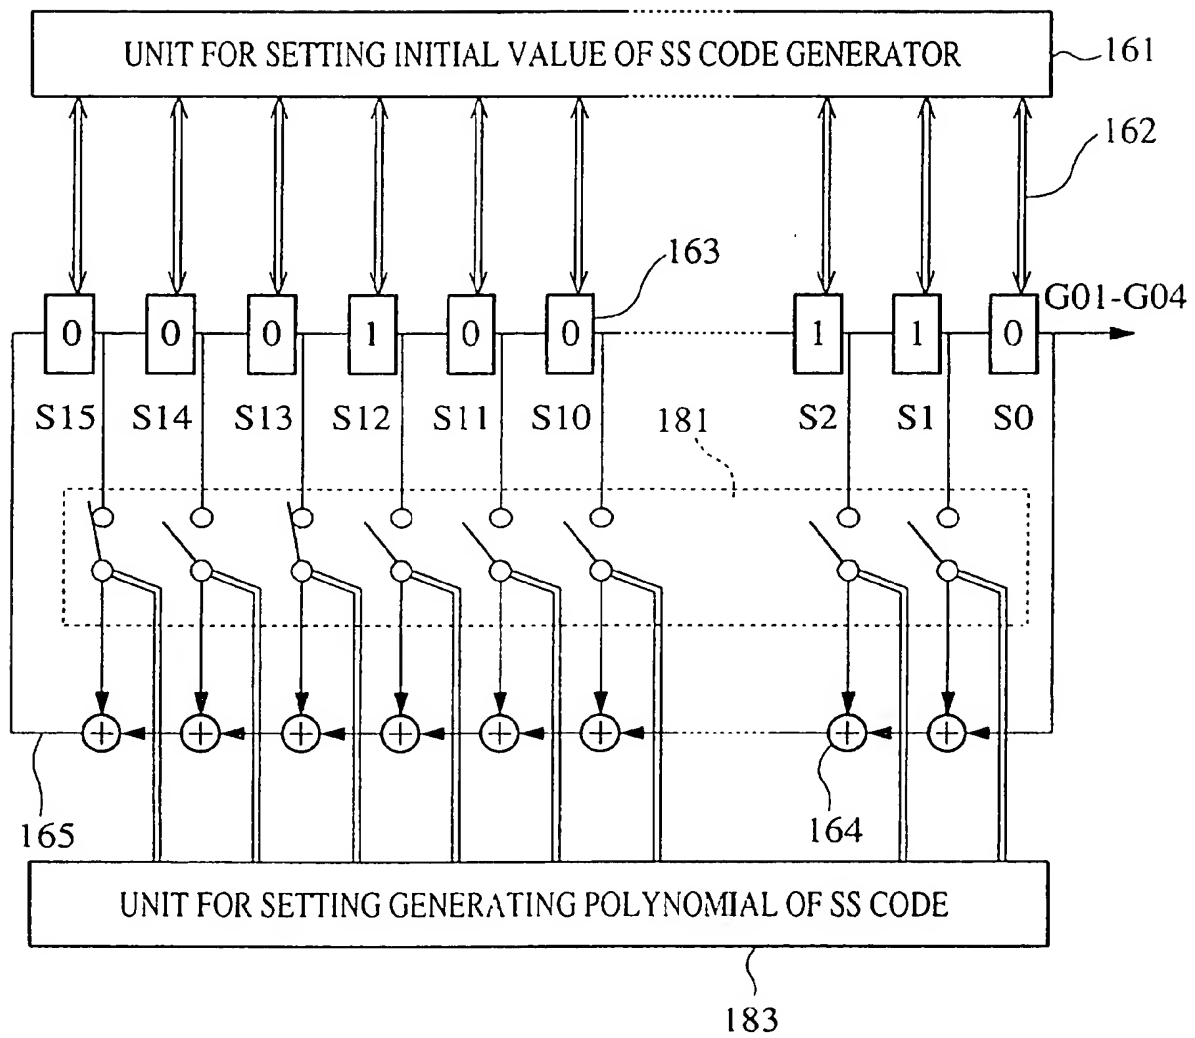 UNIT FOR SETTING INITIAL VALUE OF SS CODE GENERATOR
161
162
163
G01-G04
0 0 0 1 0 0 1 1 0
S15 S14 S13 S12 S11 S10 S2 S1 S0
181
165
164
UNIT FOR SETTING GENERATING POLYNOMIAL OF SS CODE
183